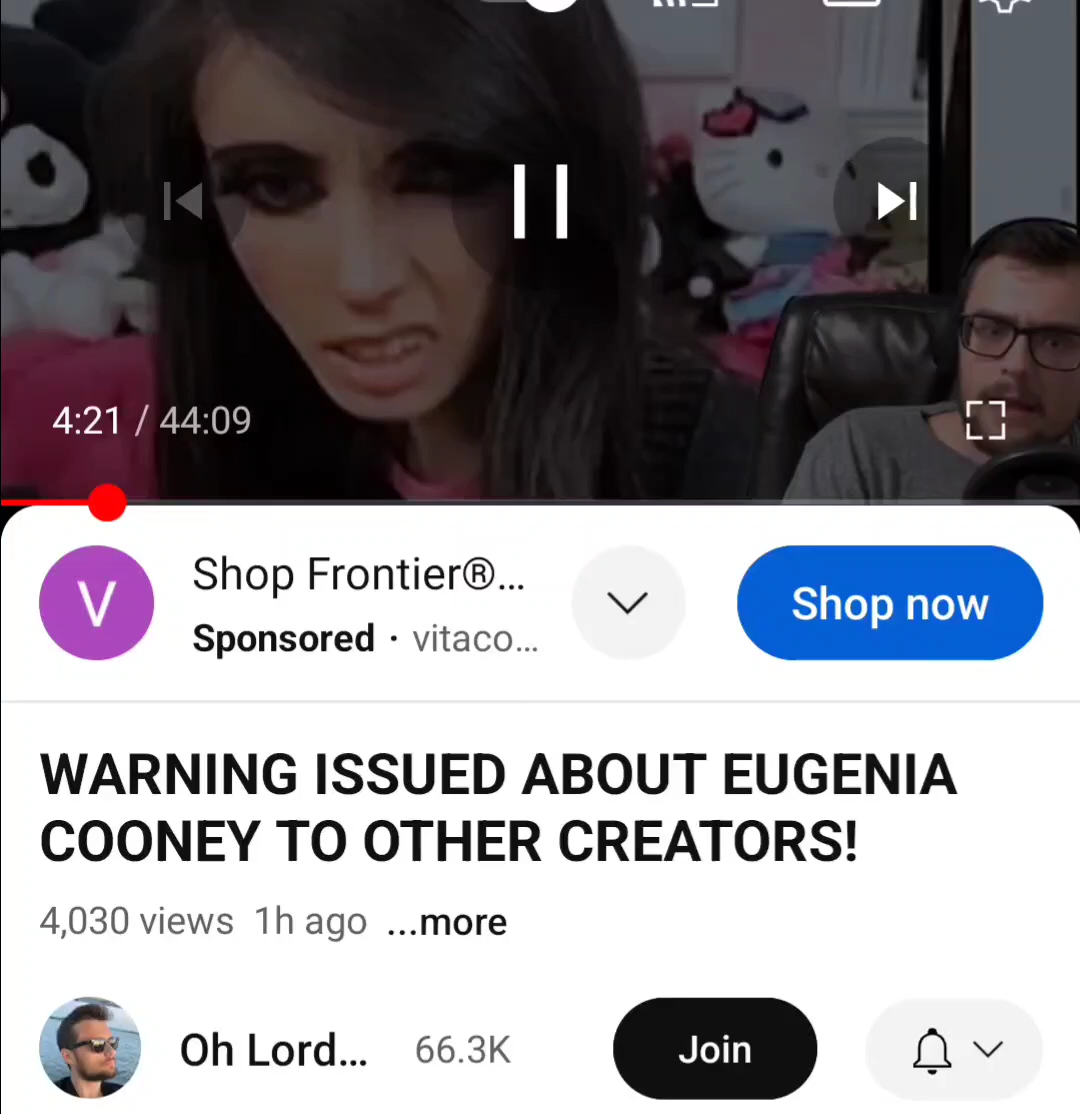 4:21 / 44:09
V
Shop Frontier®...
Sponsored · vitaco...
Shop now
WARNING ISSUED ABOUT EUGENIA
COONEY TO OTHER CREATORS!
4,030 views 1h ago ...more
Oh Lord...
66.3K
Join